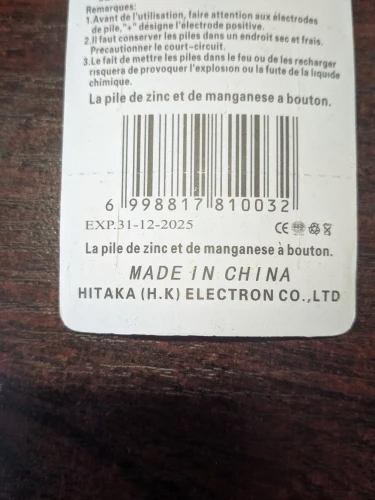 Remarques:
1.Avant de l'utilisation, faire attention aux électrodes
de pile,"+" désigne l'électrode positive.
2.Il faut conserver les piles dans un endroit sec et frais.
Precautionner le court-circuit.
3.Le fait de mettre les piles dans le feu ou de les recharger
risquera de provoquer l'explosion ou la fuite de la liquide
chimique.
La pile de zinc et de manganese a bouton.
6 998817 810032
EXP.31-12-2025
CE
La pile de zinc et de manganese à bouton.
MADE IN CHINA
HITAKA (H.K) ELECTRON CO.,LTD